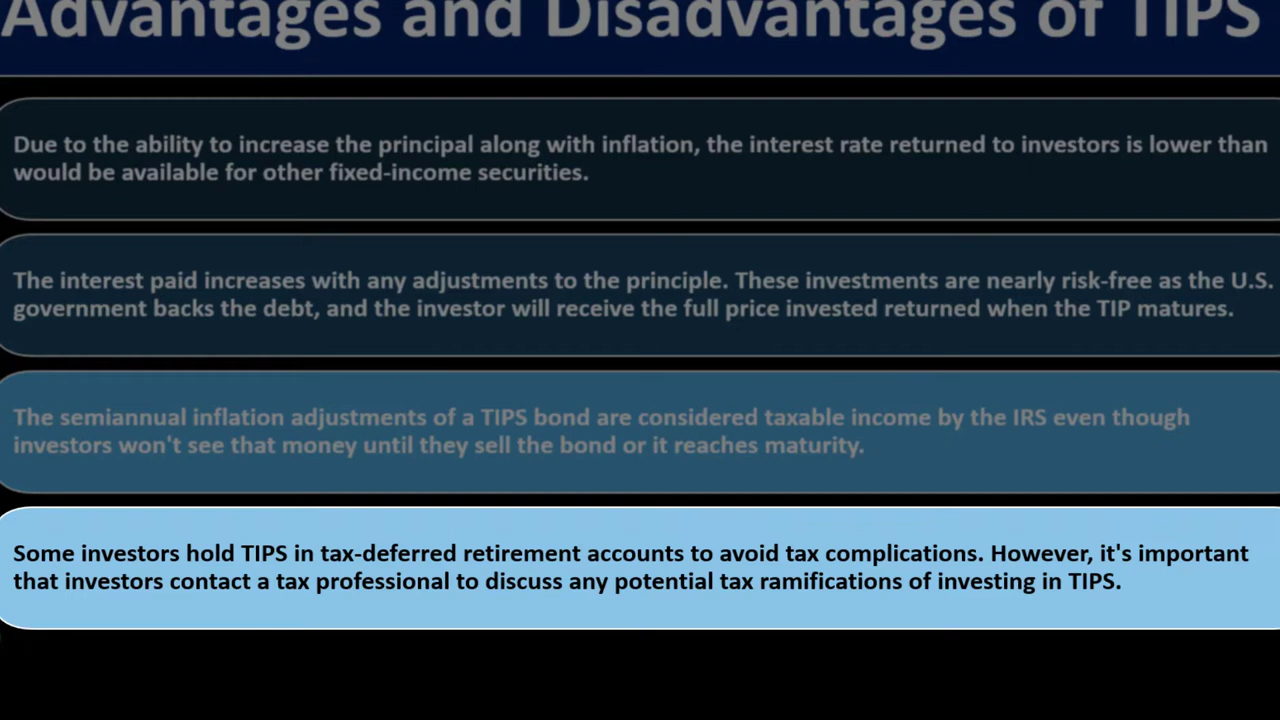 Advantages and Disadvantages of TIPS
Due to the ability to increase the principal along with inflation, the interest rate returned to investors is lower than
would be available for other fixed-income securities.
The interest paid increases with any adjustments to the principle. These investments are nearly risk-free as the U.S.
government backs the debt, and the investor will receive the full price invested returned when the TIP matures.
The semiannual inflation adjustments of a TIPS bond are considered taxable income by the IRS even though
investors won't see that money until they sell the bond or it reaches maturity.
Some investors hold TIPS in tax-deferred retirement accounts to avoid tax complications. However, it's important
that investors contact a tax professional to discuss any potential tax ramifications of investing in TIPS.